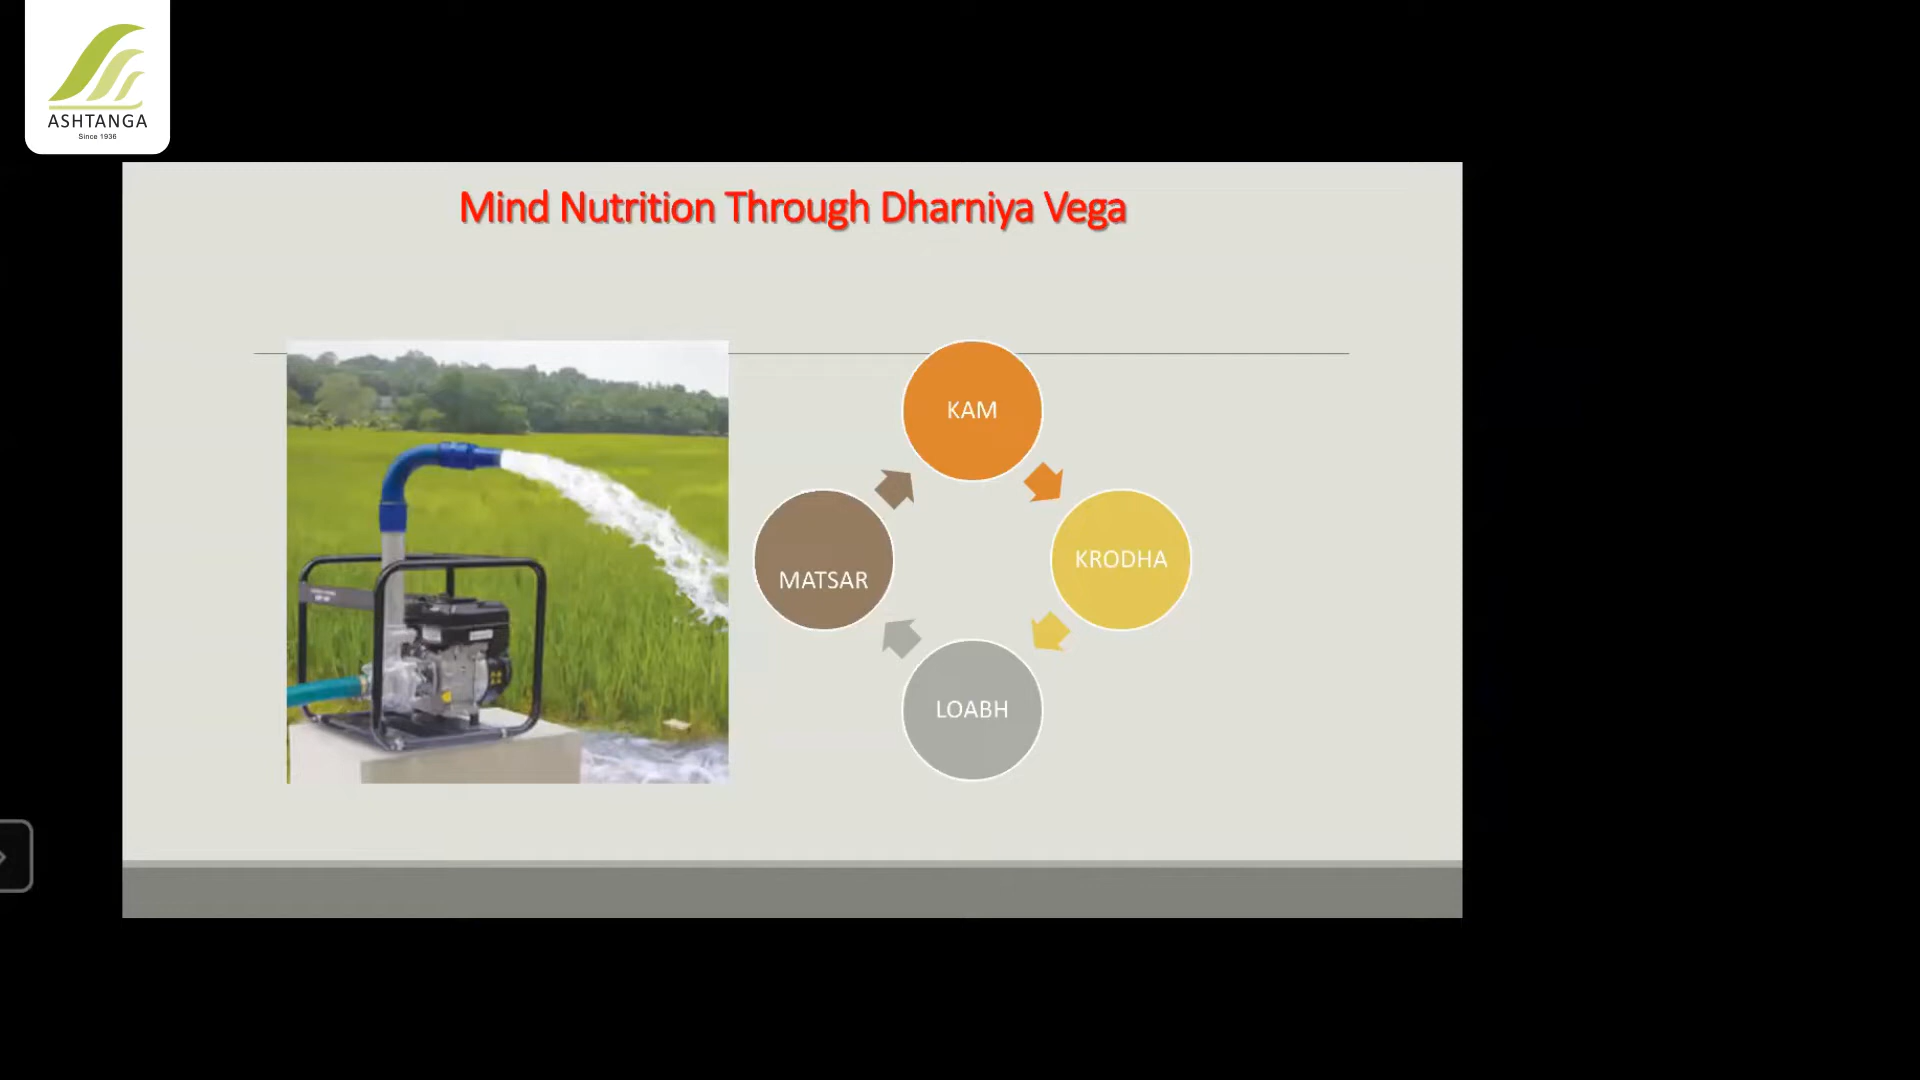 ASHTANGA
Since 1936
Mind Nutrition Through Dharniya Vega
KAM
KRODHA
MATSAR
LOABH